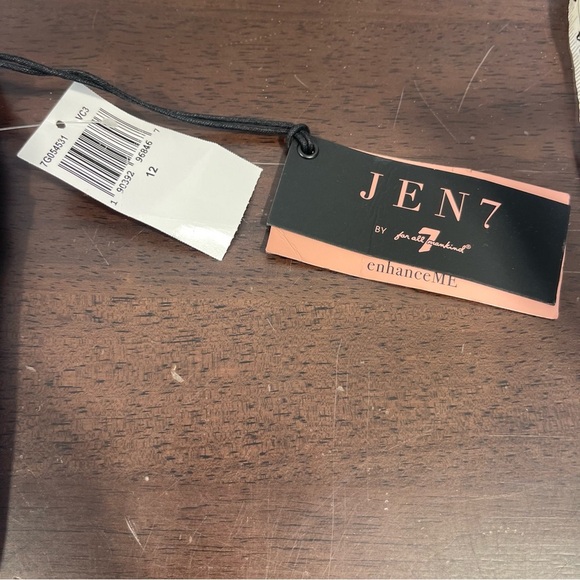 7G054531 VC3
1 90392 96846 7
12
JEN7
BY 7 for all mankind®
enhanceME